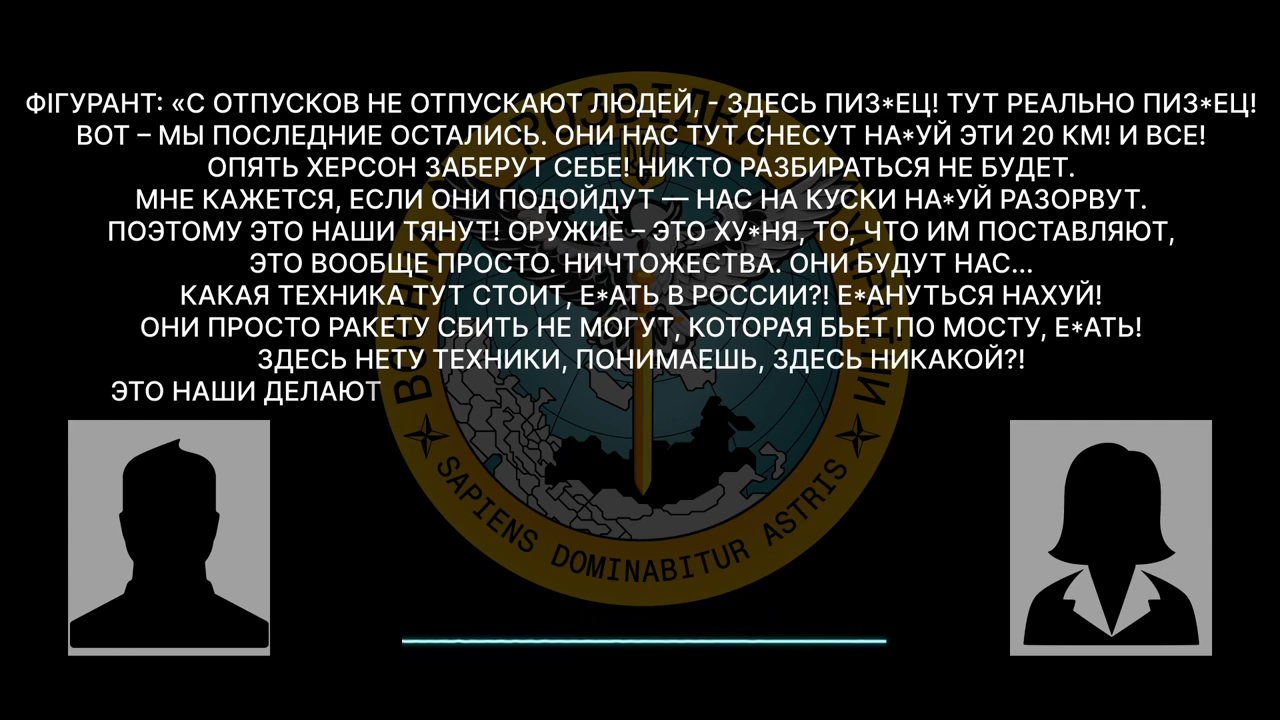 ФІГУРАНТ: «С ОТПУСКОВ НЕ ОТПУСКАЮТ ЛЮДЕЙ, - ЗДЕСЬ ПИЗ*ЕЦ! ТУТ РЕАЛЬНО ПИЗ*ЕЦ!
ВОТ – МЫ ПОСЛЕДНИЕ ОСТАЛИСЬ. ОНИ НАС ТУТ СНЕСУТ НА*УЙ ЭТИ 20 КМ! И ВСЕ!
ОПЯТЬ ХЕРСОН ЗАБЕРУТ СЕБЕ! НИКТО РАЗБИРАТЬСЯ НЕ БУДЕТ.
МНЕ КАЖЕТСЯ, ЕСЛИ ОНИ ПОДОЙДУТ — НАС НА КУСКИ НА*УЙ РАЗОРВУТ.
ПОЭТОМУ ЭТО НАШИ ТЯНУТ! ОРУЖИЕ – ЭТО ХУ*НЯ, ТО, ЧТО ИМ ПОСТАВЛЯЮТ,
ЭТО ВООБЩЕ ПРОСТО. НИЧТОЖЕСТВА. ОНИ БУДУТ НАС...
КАКАЯ ТЕХНИКА ТУТ СТОИТ, Е*АТЬ В РОССИИ?! Е*АНУТЬСЯ НАХУЙ!
ОНИ ПРОСТО РАКЕТУ СБИТЬ НЕ МОГУТ, КОТОРАЯ БЬЕТ ПО МОСТУ, Е*АТЬ!
ЗДЕСЬ НЕТУ ТЕХНИКИ, ПОНИМАЕШЬ, ЗДЕСЬ НИКАКОЙ?!
ЭТО НАШИ ДЕЛАЮТ
SAPIENS DOMINABITUR ASTRIS